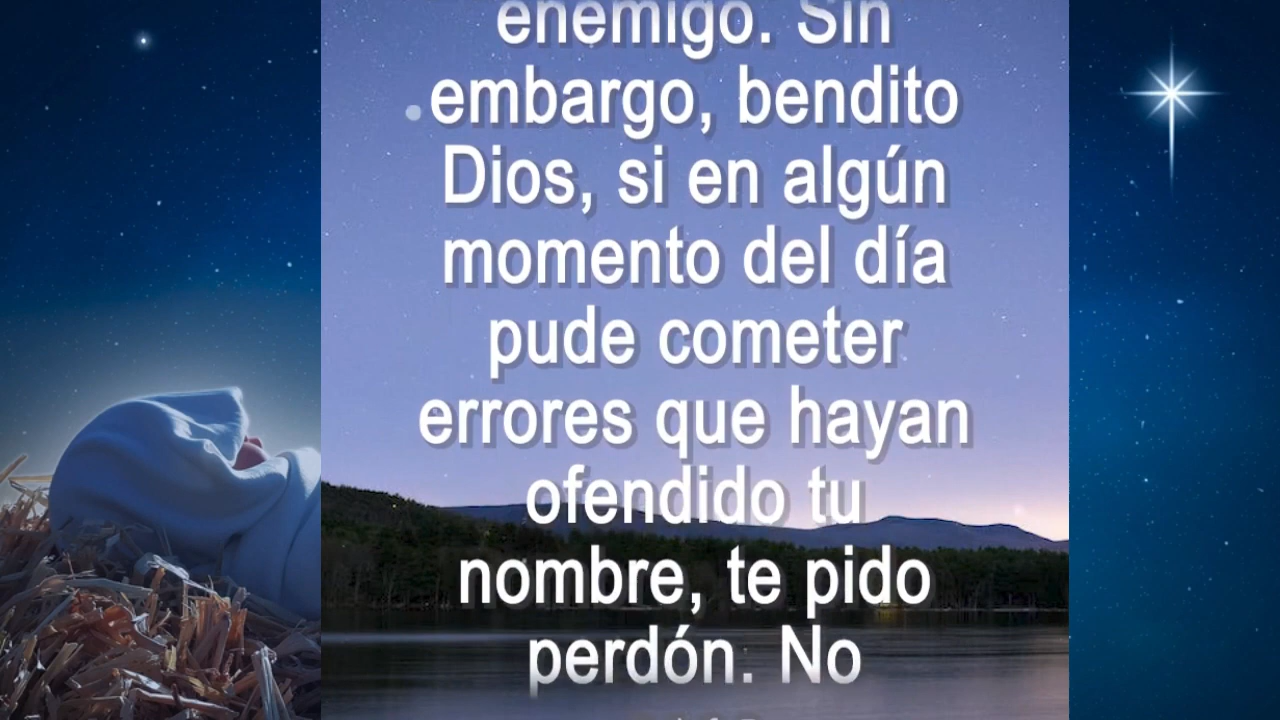 enemigo. Sin
embargo, bendito
Dios, si en algún
momento del día
pude cometer
errores que hayan
ofendido tu
nombre, te pido
perdón. No